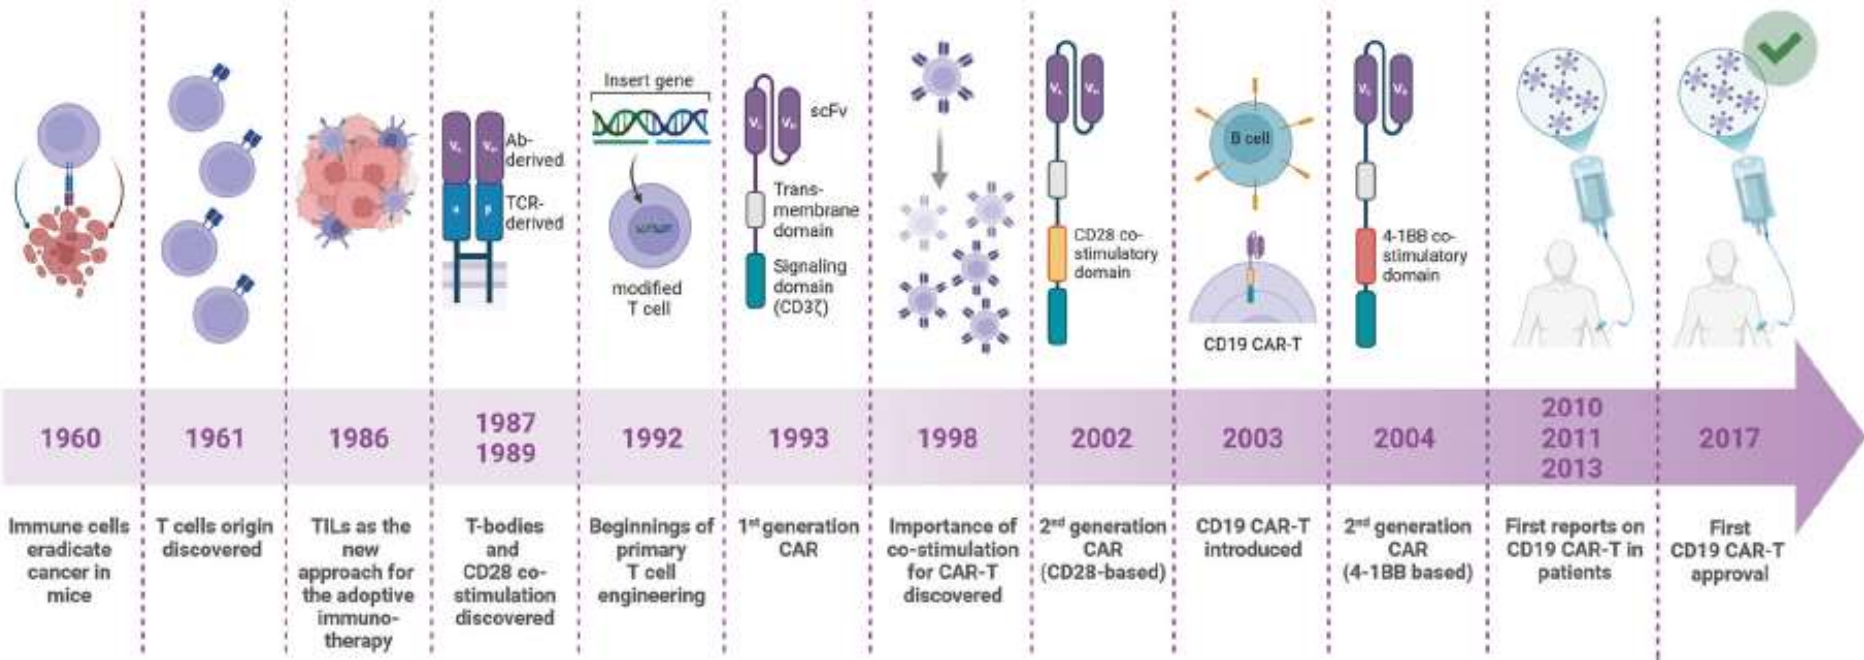 Insert gene
modified
T cell
Ab-
derived
TCR-
derived
α
β
scFv
Trans-
membrane
domain
Signaling
domain
(CD3ζ)
CD28 co-
stimulatory
domain
B cell
CD19 CAR-T
4-1BB co-
stimulatory
domain
1960
1961
1986
1987
1989
1992
1993
1998
2002
2003
2004
2010
2011
2013
2017
Immune cells
eradicate
cancer in
mice
T cells origin
discovered
TILs as the
new
approach for
the adoptive
immuno-
therapy
T-bodies
and
CD28 co-
stimulation
discovered
Beginnings of
primary
T cell
engineering
1st generation
CAR
Importance of
co-stimulation
for CAR-T
discovered
2nd generation
CAR
(CD28-based)
CD19 CAR-T
introduced
2nd generation
CAR
(4-1BB based)
First reports on
CD19 CAR-T in
patients
First
CD19 CAR-T
approval